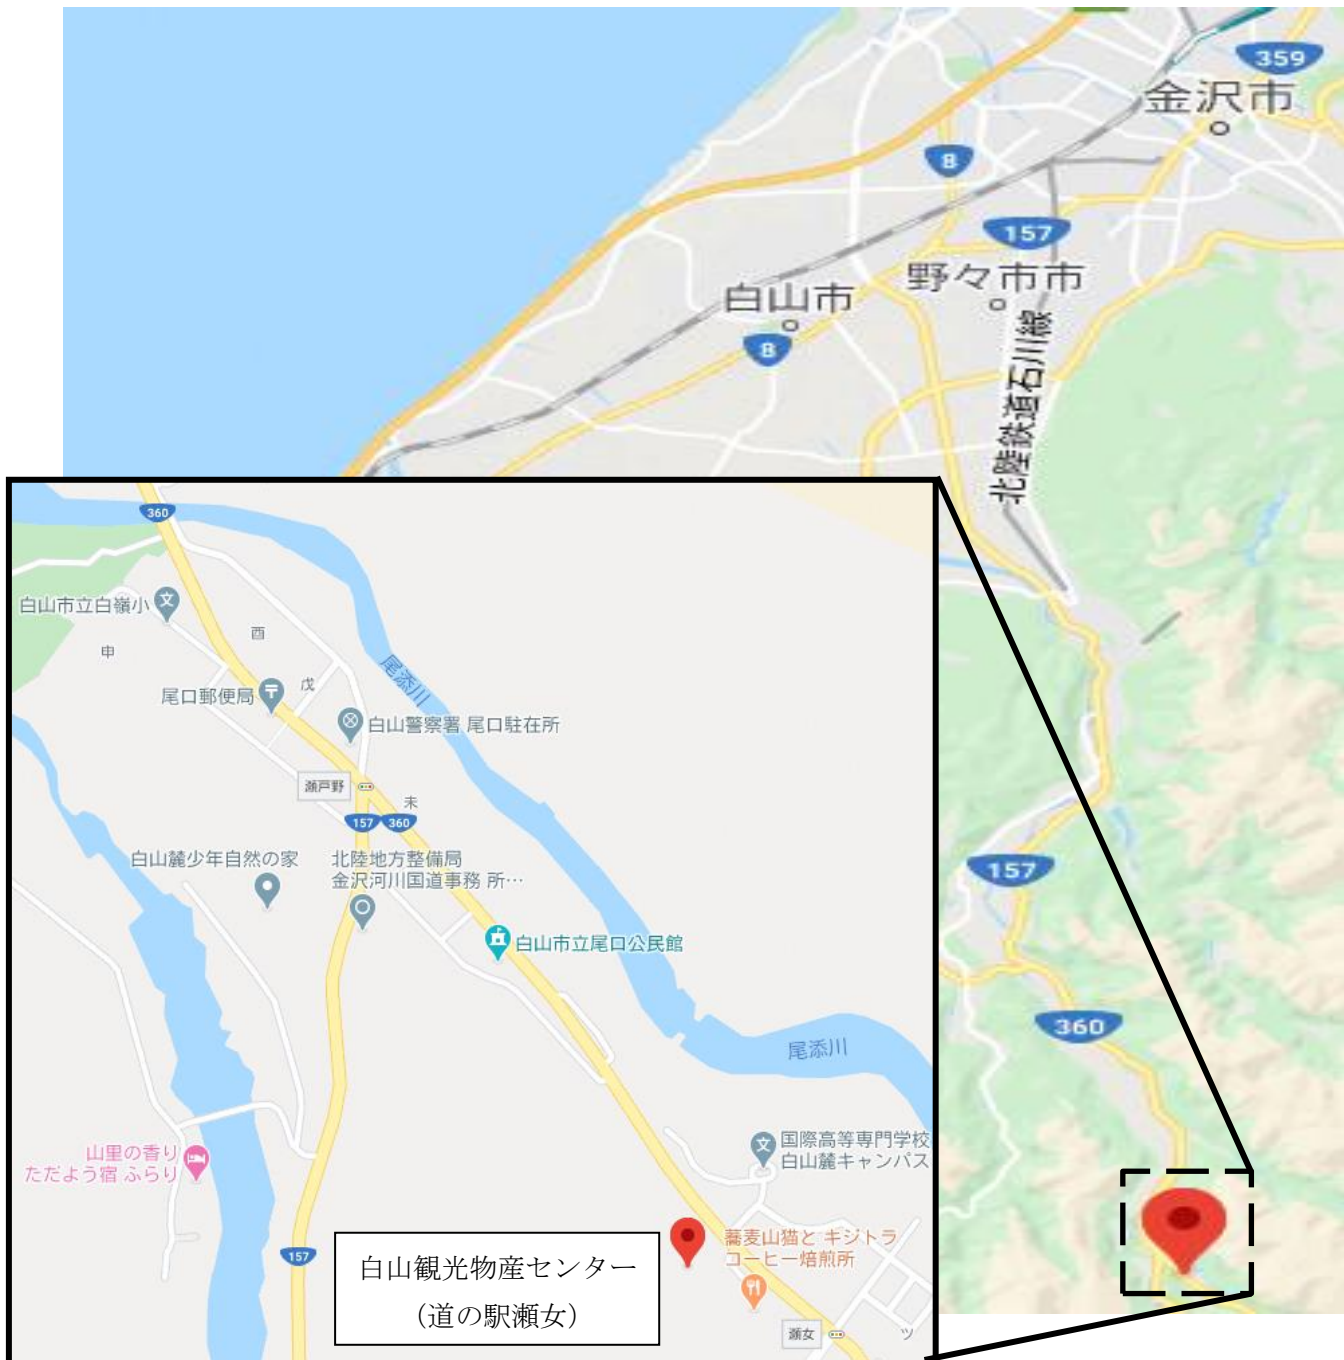 359
金沢市
8
157
野々市市
白山市
8
北陸鉄道石川線
157
360
360
白山市立白嶺小
文
酉
申
戊
尾添川
尾口郵便局
白山警察署 尾口駐在所
瀬戸野
未
157
360
白山麓少年自然の家
北陸地方整備局
金沢河川国道事務 所…
白山市立尾口公民館
尾添川
山里の香り
ただよう宿 ふらり
文
国際高等専門学校
白山麓キャンパス
蕎麦山猫と キジトラ
コーヒー焙煎所
157
白山観光物産センター
（道の駅瀬女）
瀬女
ツ